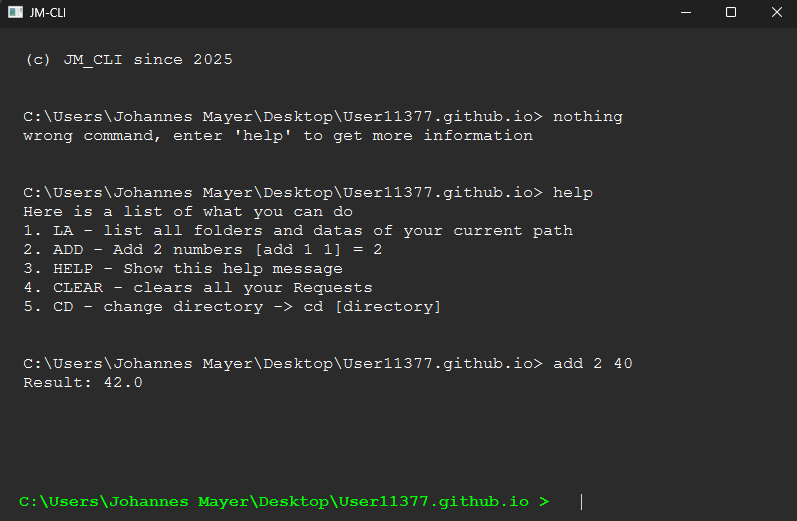 JM-CLI
(c) JM_CLI since 2025
C:\Users\Johannes Mayer\Desktop\User11377.github.io> nothing
wrong command, enter 'help' to get more information
C:\Users\Johannes Mayer\Desktop\User11377.github.io> help
Here is a list of what you can do
1. LA - list all folders and datas of your current path
2. ADD - Add 2 numbers [add 1 1] = 2
3. HELP - Show this help message
4. CLEAR - clears all your Requests
5. CD - change directory -> cd [directory]
C:\Users\Johannes Mayer\Desktop\User11377.github.io> add 2 40
Result: 42.0
C:\Users\Johannes Mayer\Desktop\User11377.github.io >